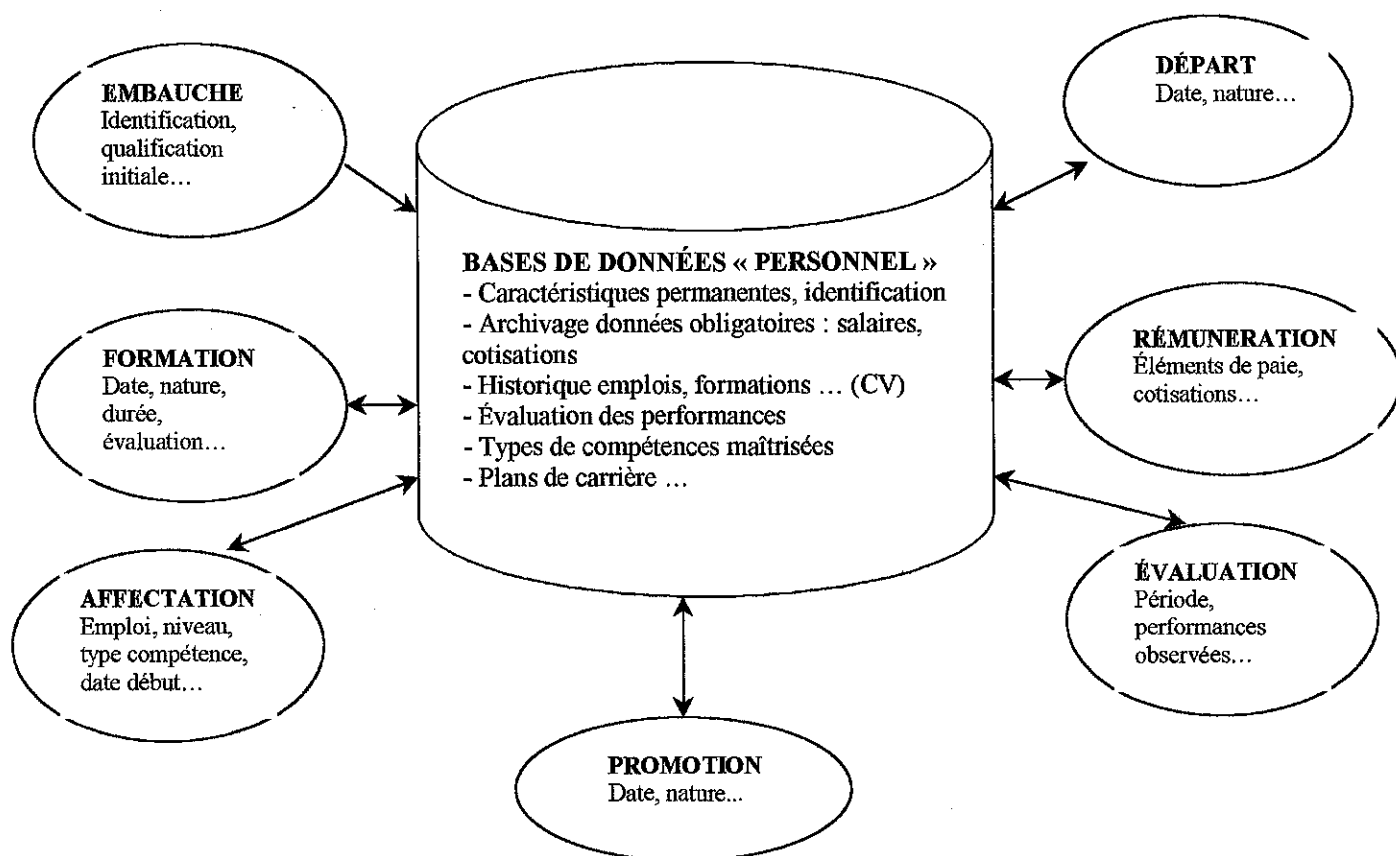 EMBAUCHE
Identification,
qualification
initiale…
DÉPART
Date, nature…
BASES DE DONNÉES « PERSONNEL »
- Caractéristiques permanentes, identification
- Archivage données obligatoires : salaires,
cotisations
- Historique emplois, formations … (CV)
- Évaluation des performances
- Types de compétences maîtrisées
- Plans de carrière …
FORMATION
Date, nature,
durée,
évaluation…
RÉMUNERATION
Éléments de paie,
cotisations…
AFFECTATION
Emploi, niveau,
type compétence,
date début…
ÉVALUATION
Période,
performances
observées…
PROMOTION
Date, nature...